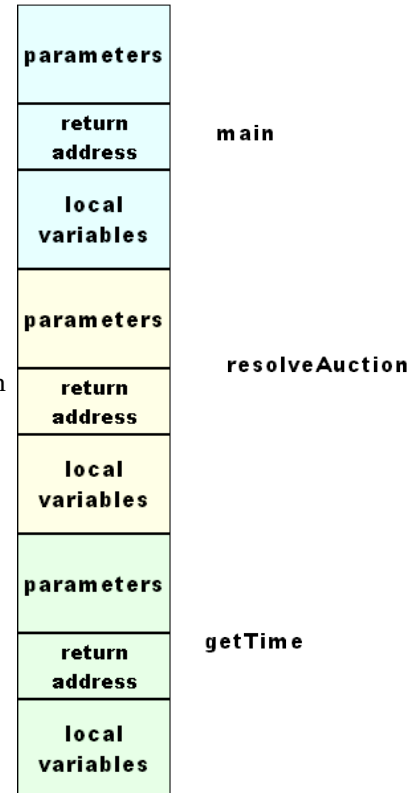 parameters
return
address
main
local
variables
parameters
resolveAuction
n
return
address
local
variables
parameters
getTime
return
address
local
variables